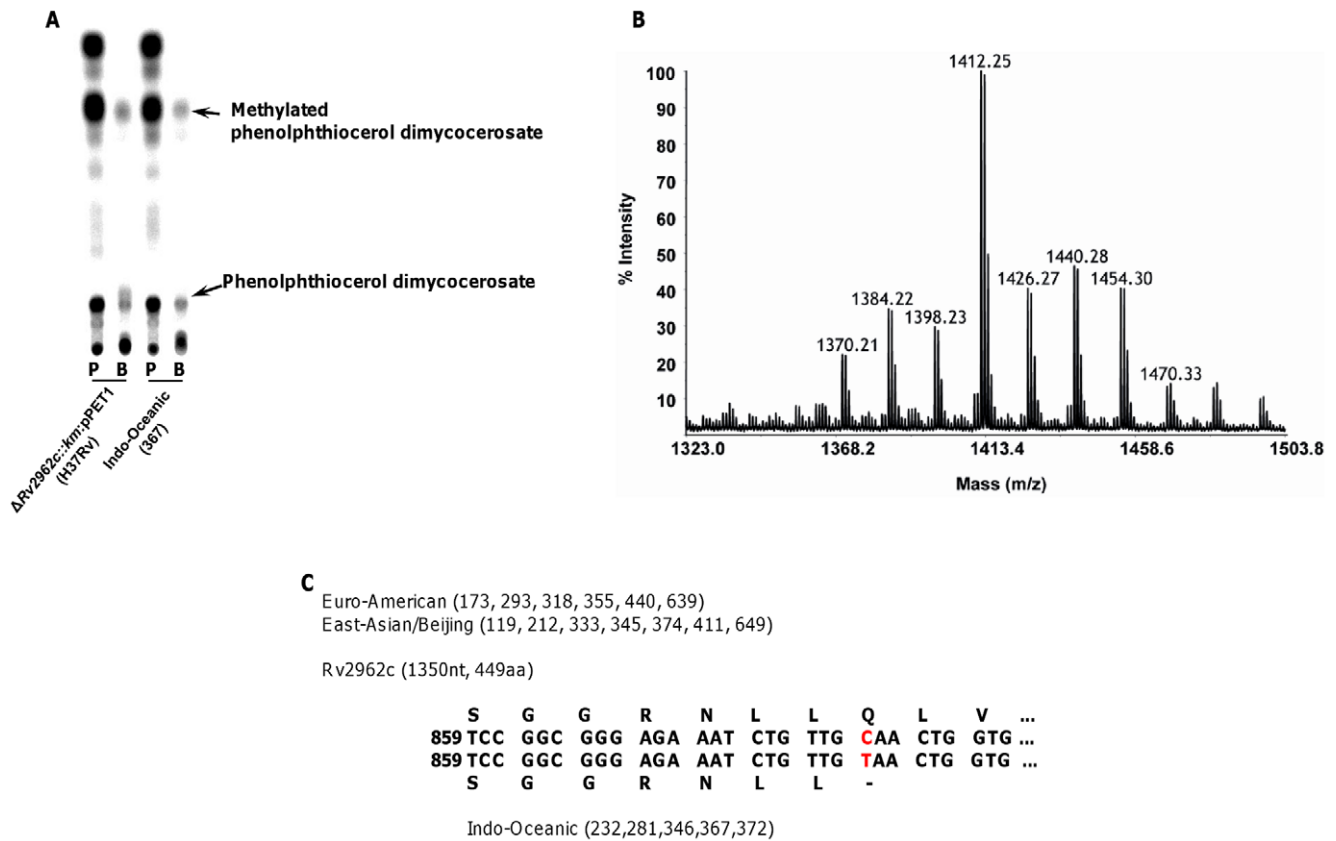 A
Methylated
phenolphthiocerol dimycocerosate
Phenolphthiocerol dimycocerosate
P B P B
ΔRv2962c::km:pPET1
(H37Rv)
Indo-Oceanic
(367)
B
1412.25
1440.28
1426.27
1454.30
1384.22
1398.23
1370.21
1470.33
100
90
80
70
60
50
40
30
20
10
% Intensity
1323.0 1368.2 1413.4 1458.6 1503.8
Mass (m/z)
C
Euro-American (173, 293, 318, 355, 440, 639)
East-Asian/Beijing (119, 212, 333, 345, 374, 411, 649)
Rv2962c (1350nt, 449aa)
S G G R N L L Q L V ...
859 TCC GGC GGG AGA AAT CTG TTG CAA CTG GTG ...
859 TCC GGC GGG AGA AAT CTG TTG TAA CTG GTG ...
S G G R N L L -
Indo-Oceanic (232,281,346,367,372)